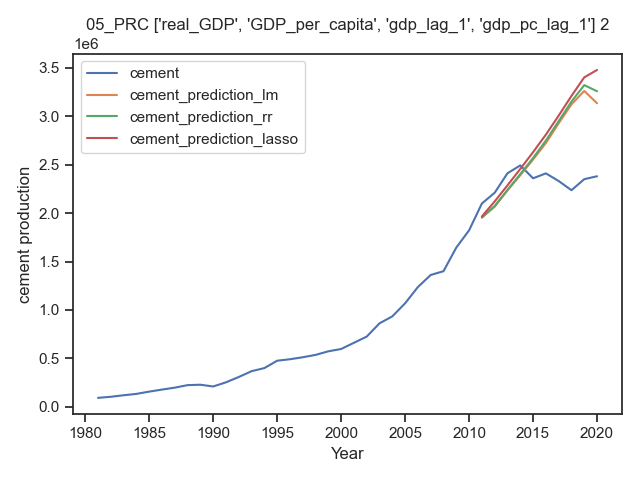 05_PRC ['real_GDP', 'GDP_per_capita', 'gdp_lag_1', 'gdp_pc_lag_1'] 2
1e6
3.5
3.0
2.5
2.0
1.5
1.0
0.5
0.0
cement production
cement
cement_prediction_lm
cement_prediction_rr
cement_prediction_lasso
1980 1985 1990 1995 2000 2005 2010 2015 2020
Year